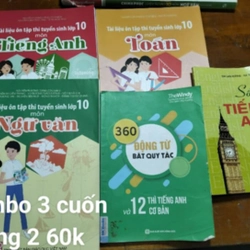 Tài liệu ôn tập thi tuyển sinh lớp 10
môn
Tiếng Anh
Tài liệu ôn tập thi tuyển sinh lớp 10
môn
Toán
Tài liệu ôn tập thi tuyển sinh lớp 10
môn
Ngữ văn
360
ĐỘNG TỪ
BẤT QUY TẮC
VỚ 12 THÌ TIẾNG ANH
CƠ BẢN
TIẾ
A
mbo 3 cuốn
ng 2 60k